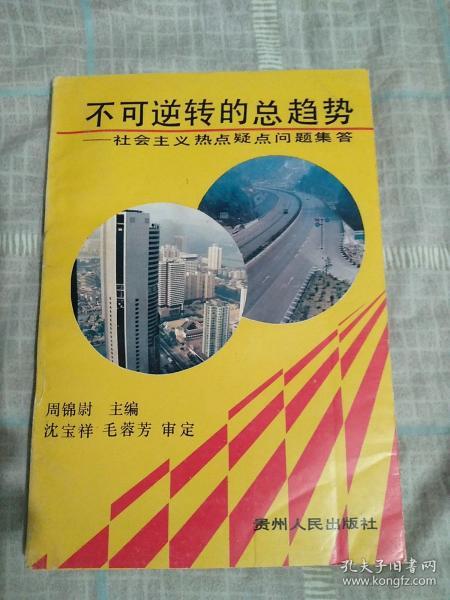 不可逆转的总趋势
——社会主义热点疑点问题集答
周锦尉 主编
沈宝祥 毛蓉芳 审定
贵州人民出版社
孔夫子旧书网
www.kongfz.com